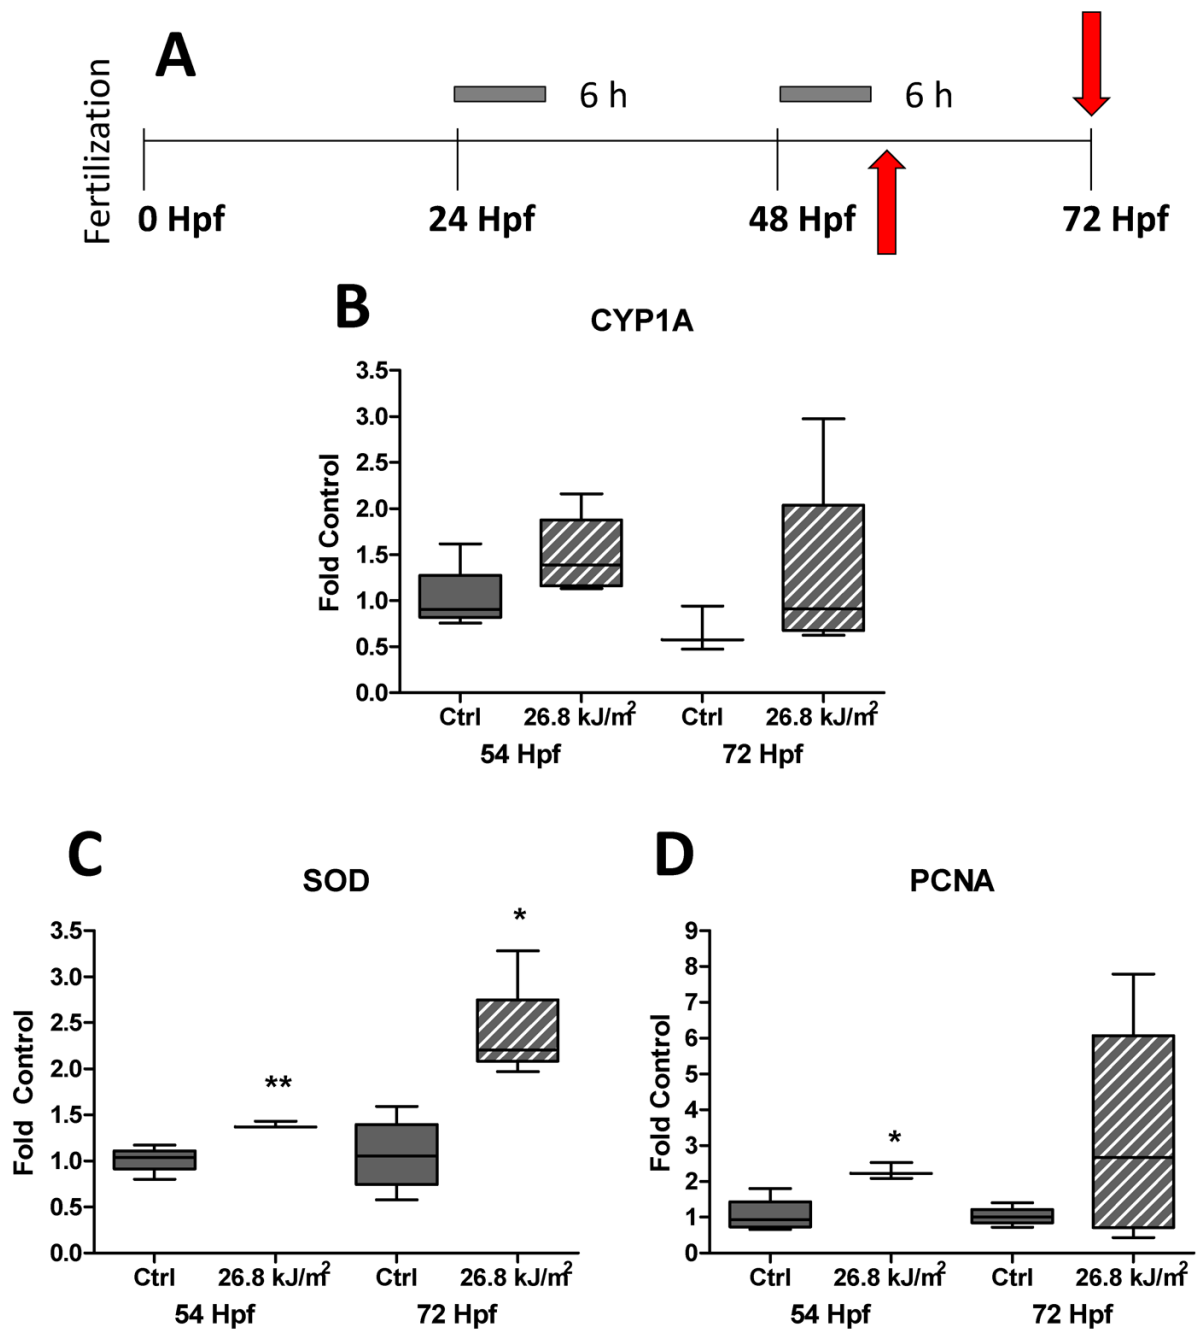 A
Fertilization
6 h
6 h
0 Hpf
24 Hpf
48 Hpf
72 Hpf
B
CYP1A
Fold Control
3.5
3.0
2.5
2.0
1.5
1.0
0.5
0.0
Ctrl
26.8 kJ/m²
Ctrl
26.8 kJ/m²
54 Hpf
72 Hpf
C
SOD
Fold Control
3.5
3.0
2.5
2.0
1.5
1.0
0.5
0.0
**
*
Ctrl
26.8 kJ/m²
Ctrl
26.8 kJ/m²
54 Hpf
72 Hpf
D
PCNA
Fold Control
9
8
7
6
5
4
3
2
1
0
*
Ctrl
26.8 kJ/m²
Ctrl
26.8 kJ/m²
54 Hpf
72 Hpf